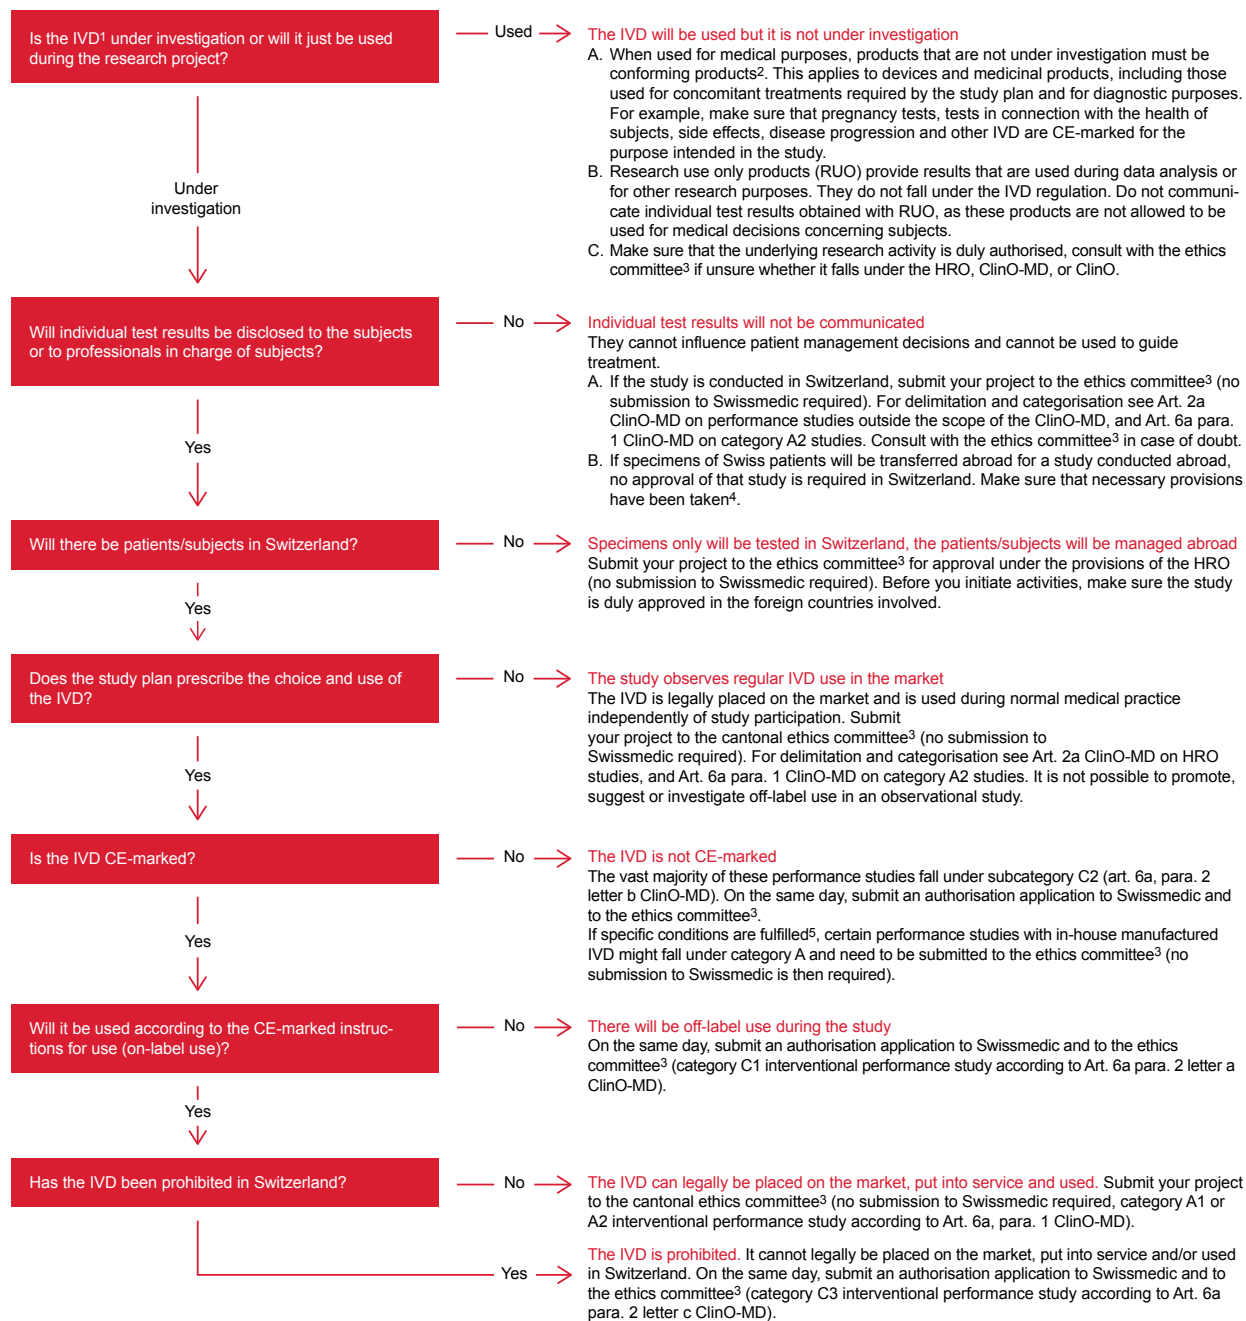 Is the IVD1 under investigation or will it just be used
during the research project?
Used
The IVD will be used but it is not under investigation
A. When used for medical purposes, products that are not under investigation must be
conforming products2. This applies to devices and medicinal products, including those
used for concomitant treatments required by the study plan and for diagnostic purposes.
For example, make sure that pregnancy tests, tests in connection with the health of
subjects, side effects, disease progression and other IVD are CE-marked for the
purpose intended in the study.
B. Research use only products (RUO) provide results that are used during data analysis or
for other research purposes. They do not fall under the IVD regulation. Do not communi-
cate individual test results obtained with RUO, as these products are not allowed to be
used for medical decisions concerning subjects.
C. Make sure that the underlying research activity is duly authorised, consult with the ethics
committee3 if unsure whether it falls under the HRO, ClinO-MD, or ClinO.
Under
investigation
Will individual test results be disclosed to the subjects
or to professionals in charge of subjects?
No
Individual test results will not be communicated
They cannot influence patient management decisions and cannot be used to guide
treatment.
A. If the study is conducted in Switzerland, submit your project to the ethics committee3 (no
submission to Swissmedic required). For delimitation and categorisation see Art. 2a
ClinO-MD on performance studies outside the scope of the ClinO-MD, and Art. 6a para.
1 ClinO-MD on category A2 studies. Consult with the ethics committee3 in case of doubt.
B. If specimens of Swiss patients will be transferred abroad for a study conducted abroad,
no approval of that study is required in Switzerland. Make sure that necessary provisions
have been taken4.
Yes
Will there be patients/subjects in Switzerland?
No
Specimens only will be tested in Switzerland, the patients/subjects will be managed abroad
Submit your project to the ethics committee3 for approval under the provisions of the HRO
(no submission to Swissmedic required). Before you initiate activities, make sure the study
is duly approved in the foreign countries involved.
Yes
Does the study plan prescribe the choice and use of
the IVD?
No
The study observes regular IVD use in the market
The IVD is legally placed on the market and is used during normal medical practice
independently of study participation. Submit
your project to the cantonal ethics committee3 (no submission to
Swissmedic required). For delimitation and categorisation see Art. 2a ClinO-MD on HRO
studies, and Art. 6a para. 1 ClinO-MD on category A2 studies. It is not possible to promote,
suggest or investigate off-label use in an observational study.
Yes
Is the IVD CE-marked?
No
The IVD is not CE-marked
The vast majority of these performance studies fall under subcategory C2 (art. 6a, para. 2
letter b ClinO-MD). On the same day, submit an authorisation application to Swissmedic and
to the ethics committee3.
If specific conditions are fulfilled5, certain performance studies with in-house manufactured
IVD might fall under category A and need to be submitted to the ethics committee3 (no
submission to Swissmedic is then required).
Yes
Will it be used according to the CE-marked instruc-
tions for use (on-label use)?
No
There will be off-label use during the study
On the same day, submit an authorisation application to Swissmedic and to the ethics
committee3 (category C1 interventional performance study according to Art. 6a para. 2 letter a
ClinO-MD).
Yes
Has the IVD been prohibited in Switzerland?
No
The IVD can legally be placed on the market, put into service and used. Submit your project
to the cantonal ethics committee3 (no submission to Swissmedic required, category A1 or
A2 interventional performance study according to Art. 6a, para. 1 ClinO-MD).
Yes
The IVD is prohibited. It cannot legally be placed on the market, put into service and/or used
in Switzerland. On the same day, submit an authorisation application to Swissmedic and to
the ethics committee3 (category C3 interventional performance study according to Art. 6a
para. 2 letter c ClinO-MD).